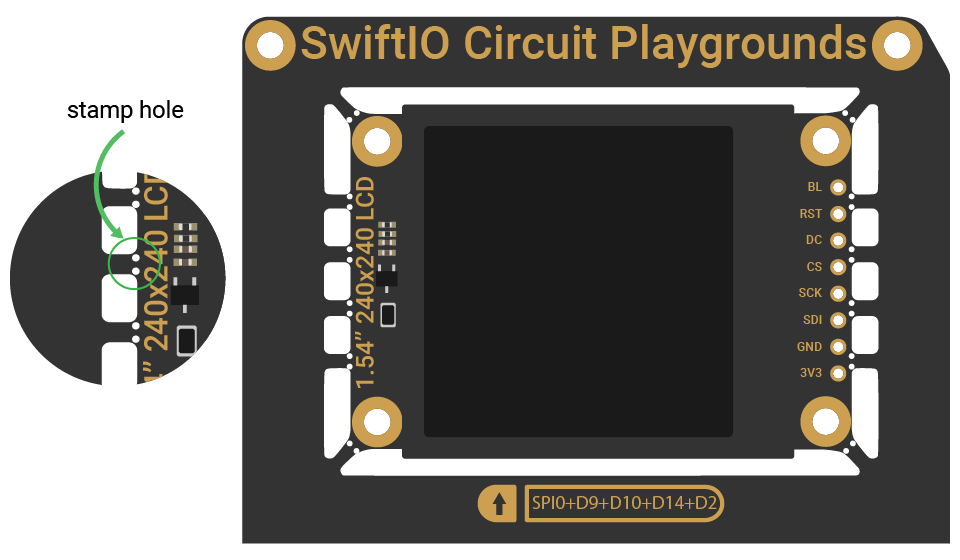 SwiftIO Circuit Playgrounds
stamp hole
1" 240x240 LCD
1.54" 240x240 LCD
BL
RST
DC
CS
SCK
SDI
GND
3V3
SPI0+D9+D10+D14+D2